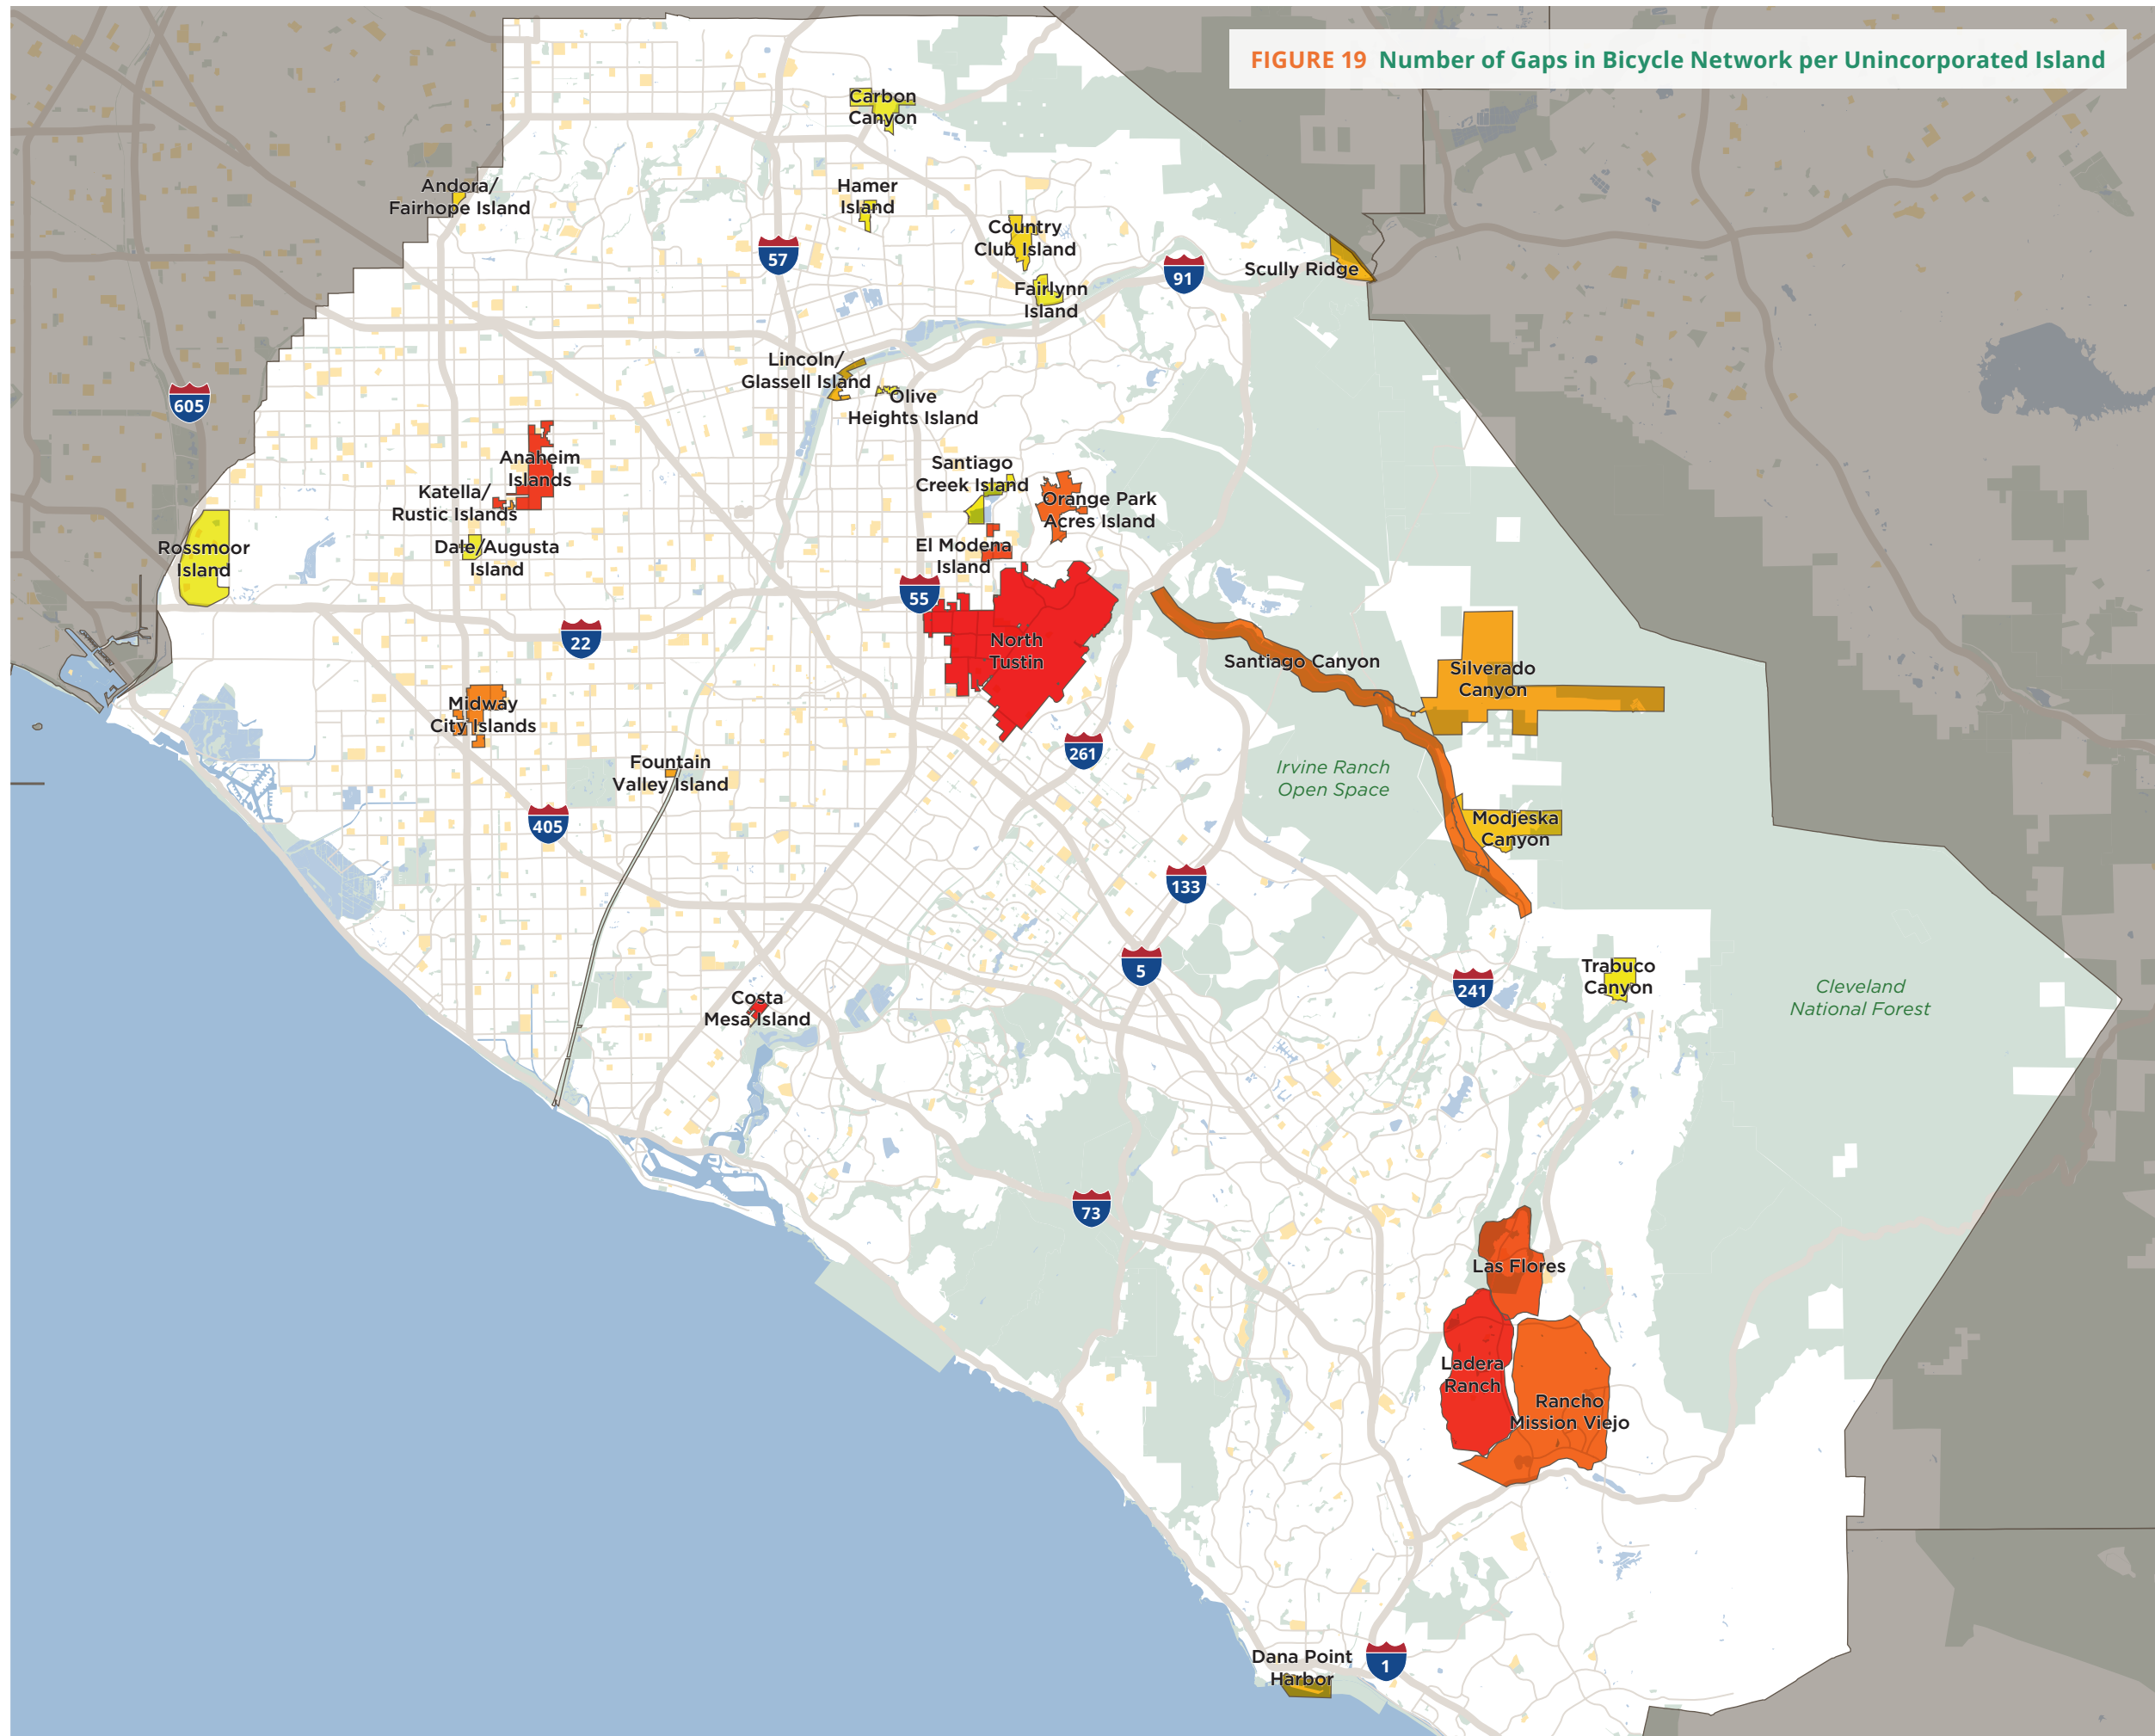 FIGURE 19 Number of Gaps in Bicycle Network per Unincorporated Island
Carbon
Canyon
Andora/
Fairhope Island
Hamer
Island
Country
Club Island
57
91
Scully Ridge
Fairlynn
Island
Lincoln/
Glassell Island
Olive
Heights Island
605
Anaheim
Islands
Katella/
Rustic Islands
Santiago
Creek Island
Orange Park
Acres Island
Rossmoor
Island
Dale/Augusta
Island
El Modena
Island
55
22
North
Tustin
Santiago Canyon
Silverado
Canyon
Midway
City Islands
261
Fountain
Valley Island
Irvine Ranch
Open Space
405
Modjeska
Canyon
133
5
241
Trabuco
Canyon
Cleveland
National Forest
Costa
Mesa Island
73
Las Flores
Ladera
Ranch
Rancho
Mission Viejo
Dana Point
Harbor
1